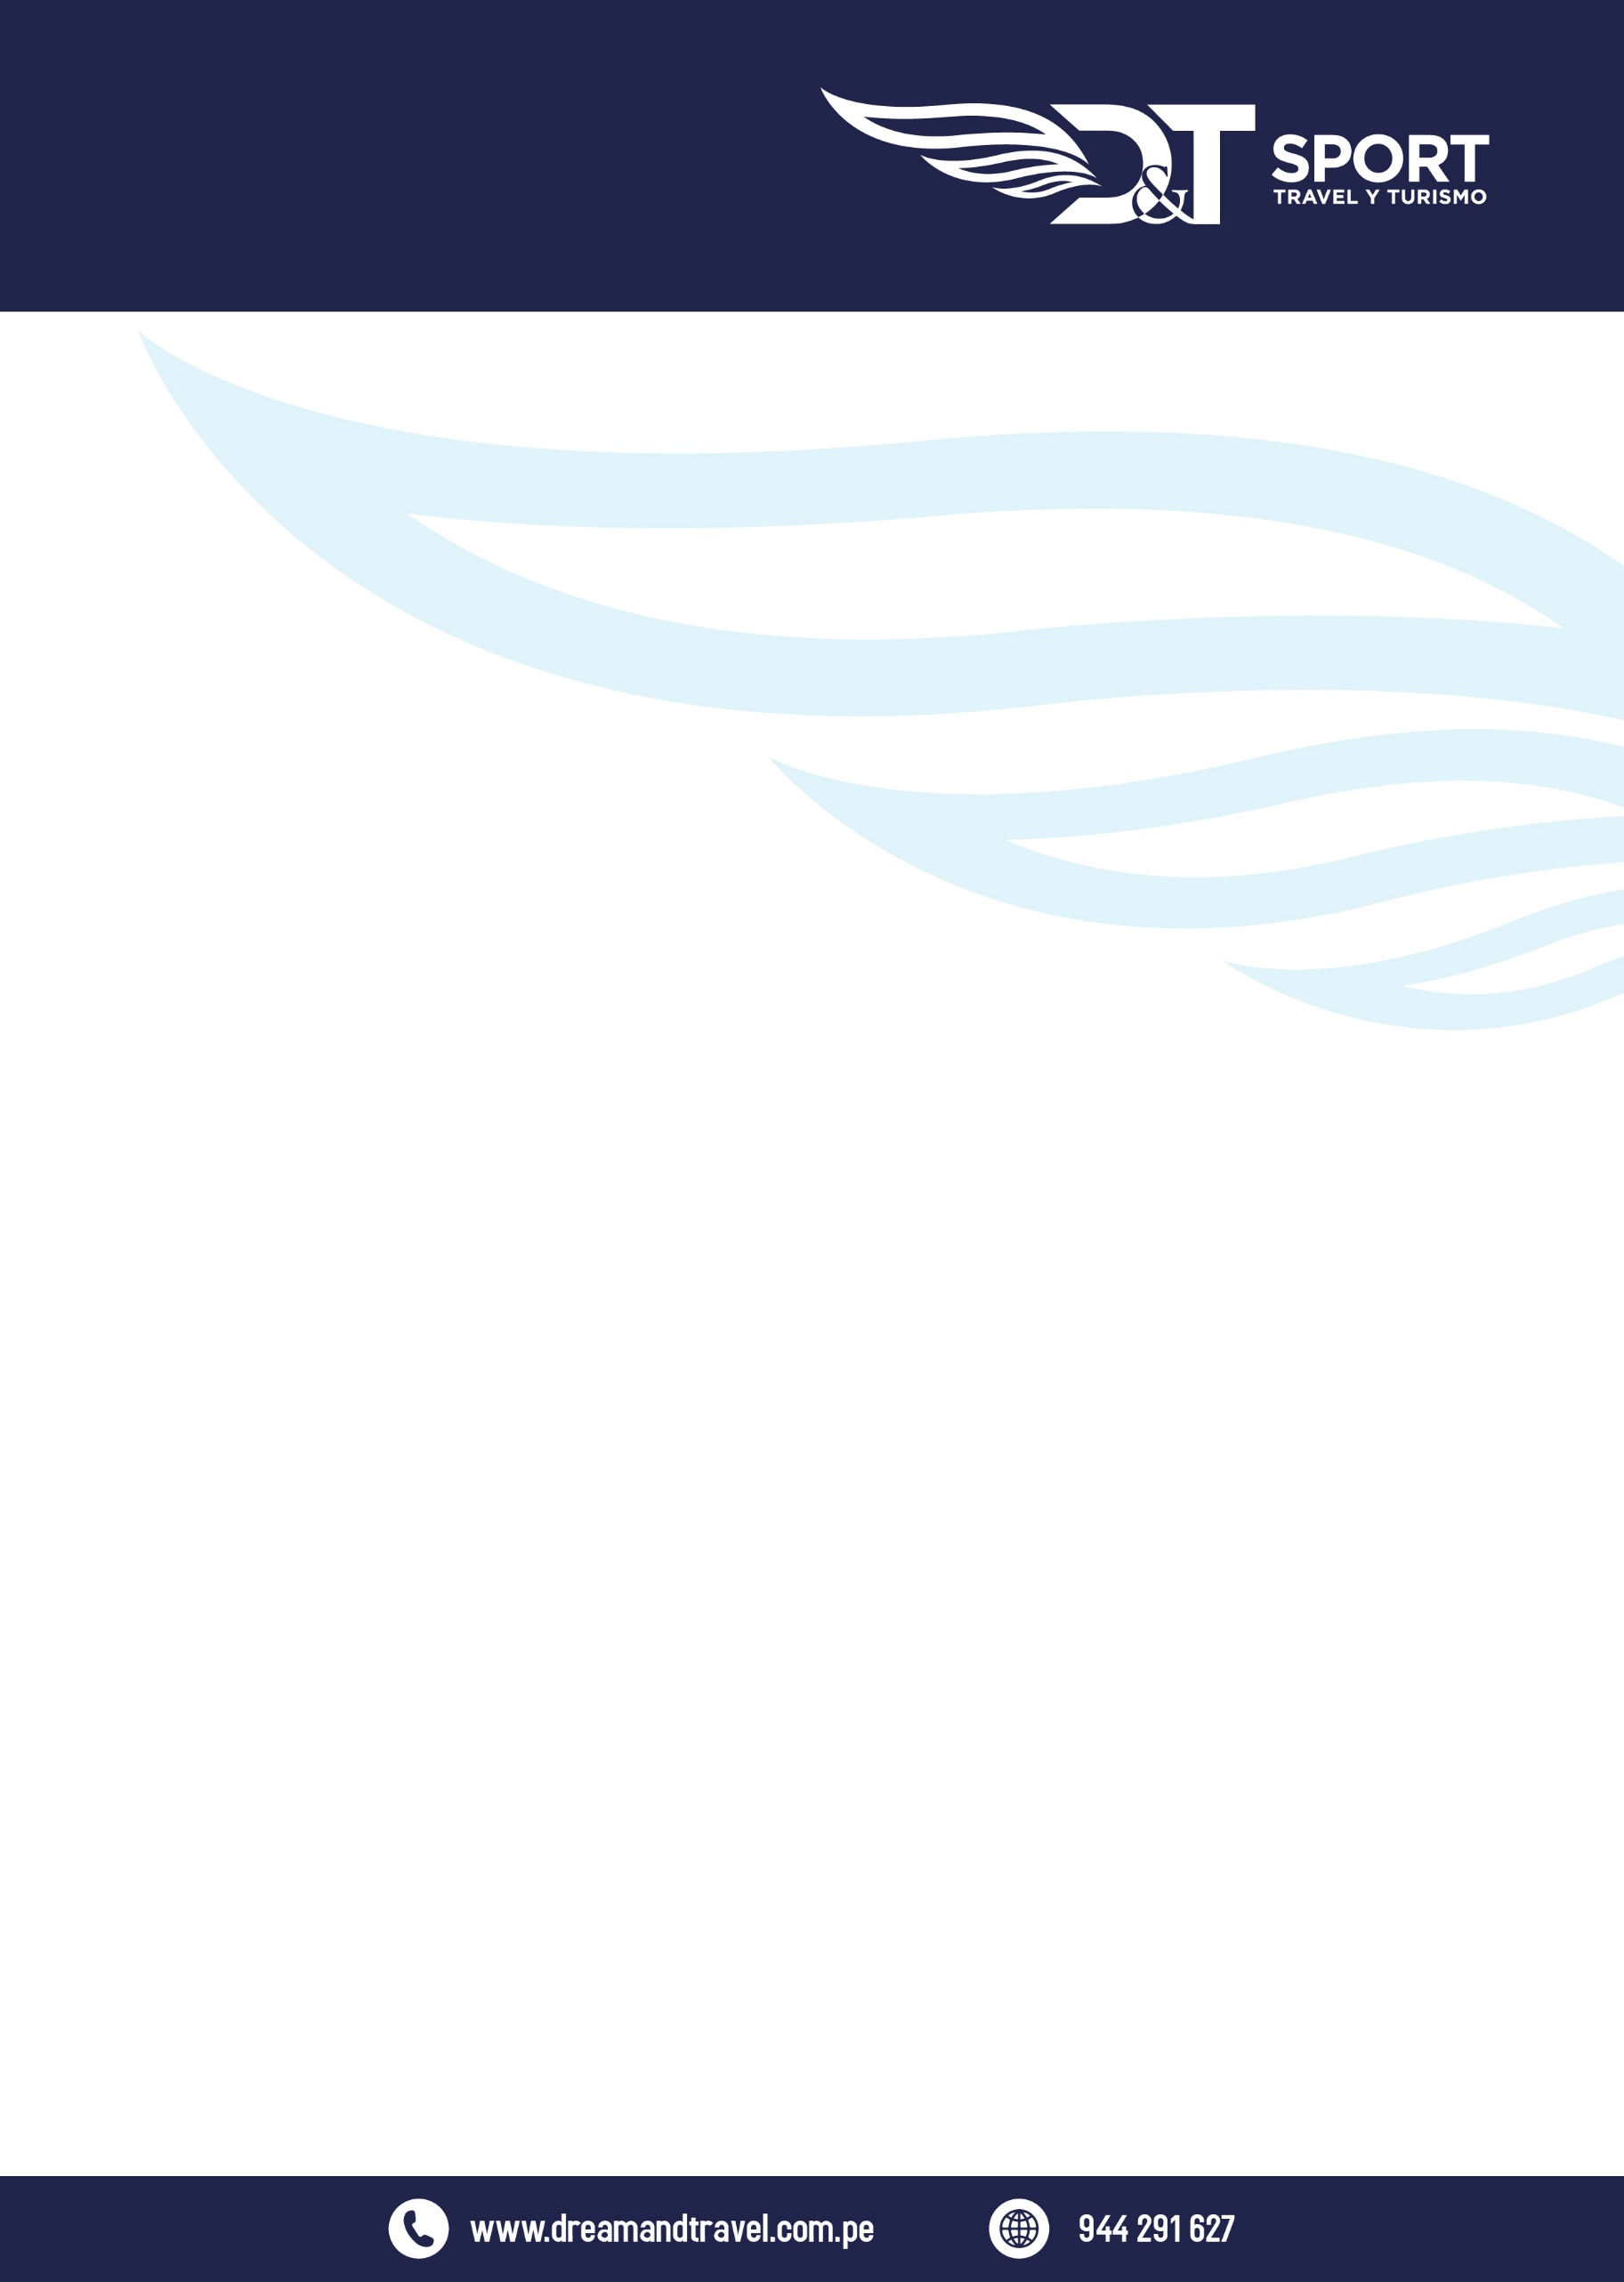 D&T SPORT
TRAVEL Y TURISMO
www.dreamandtravel.com.pe 944 291 627